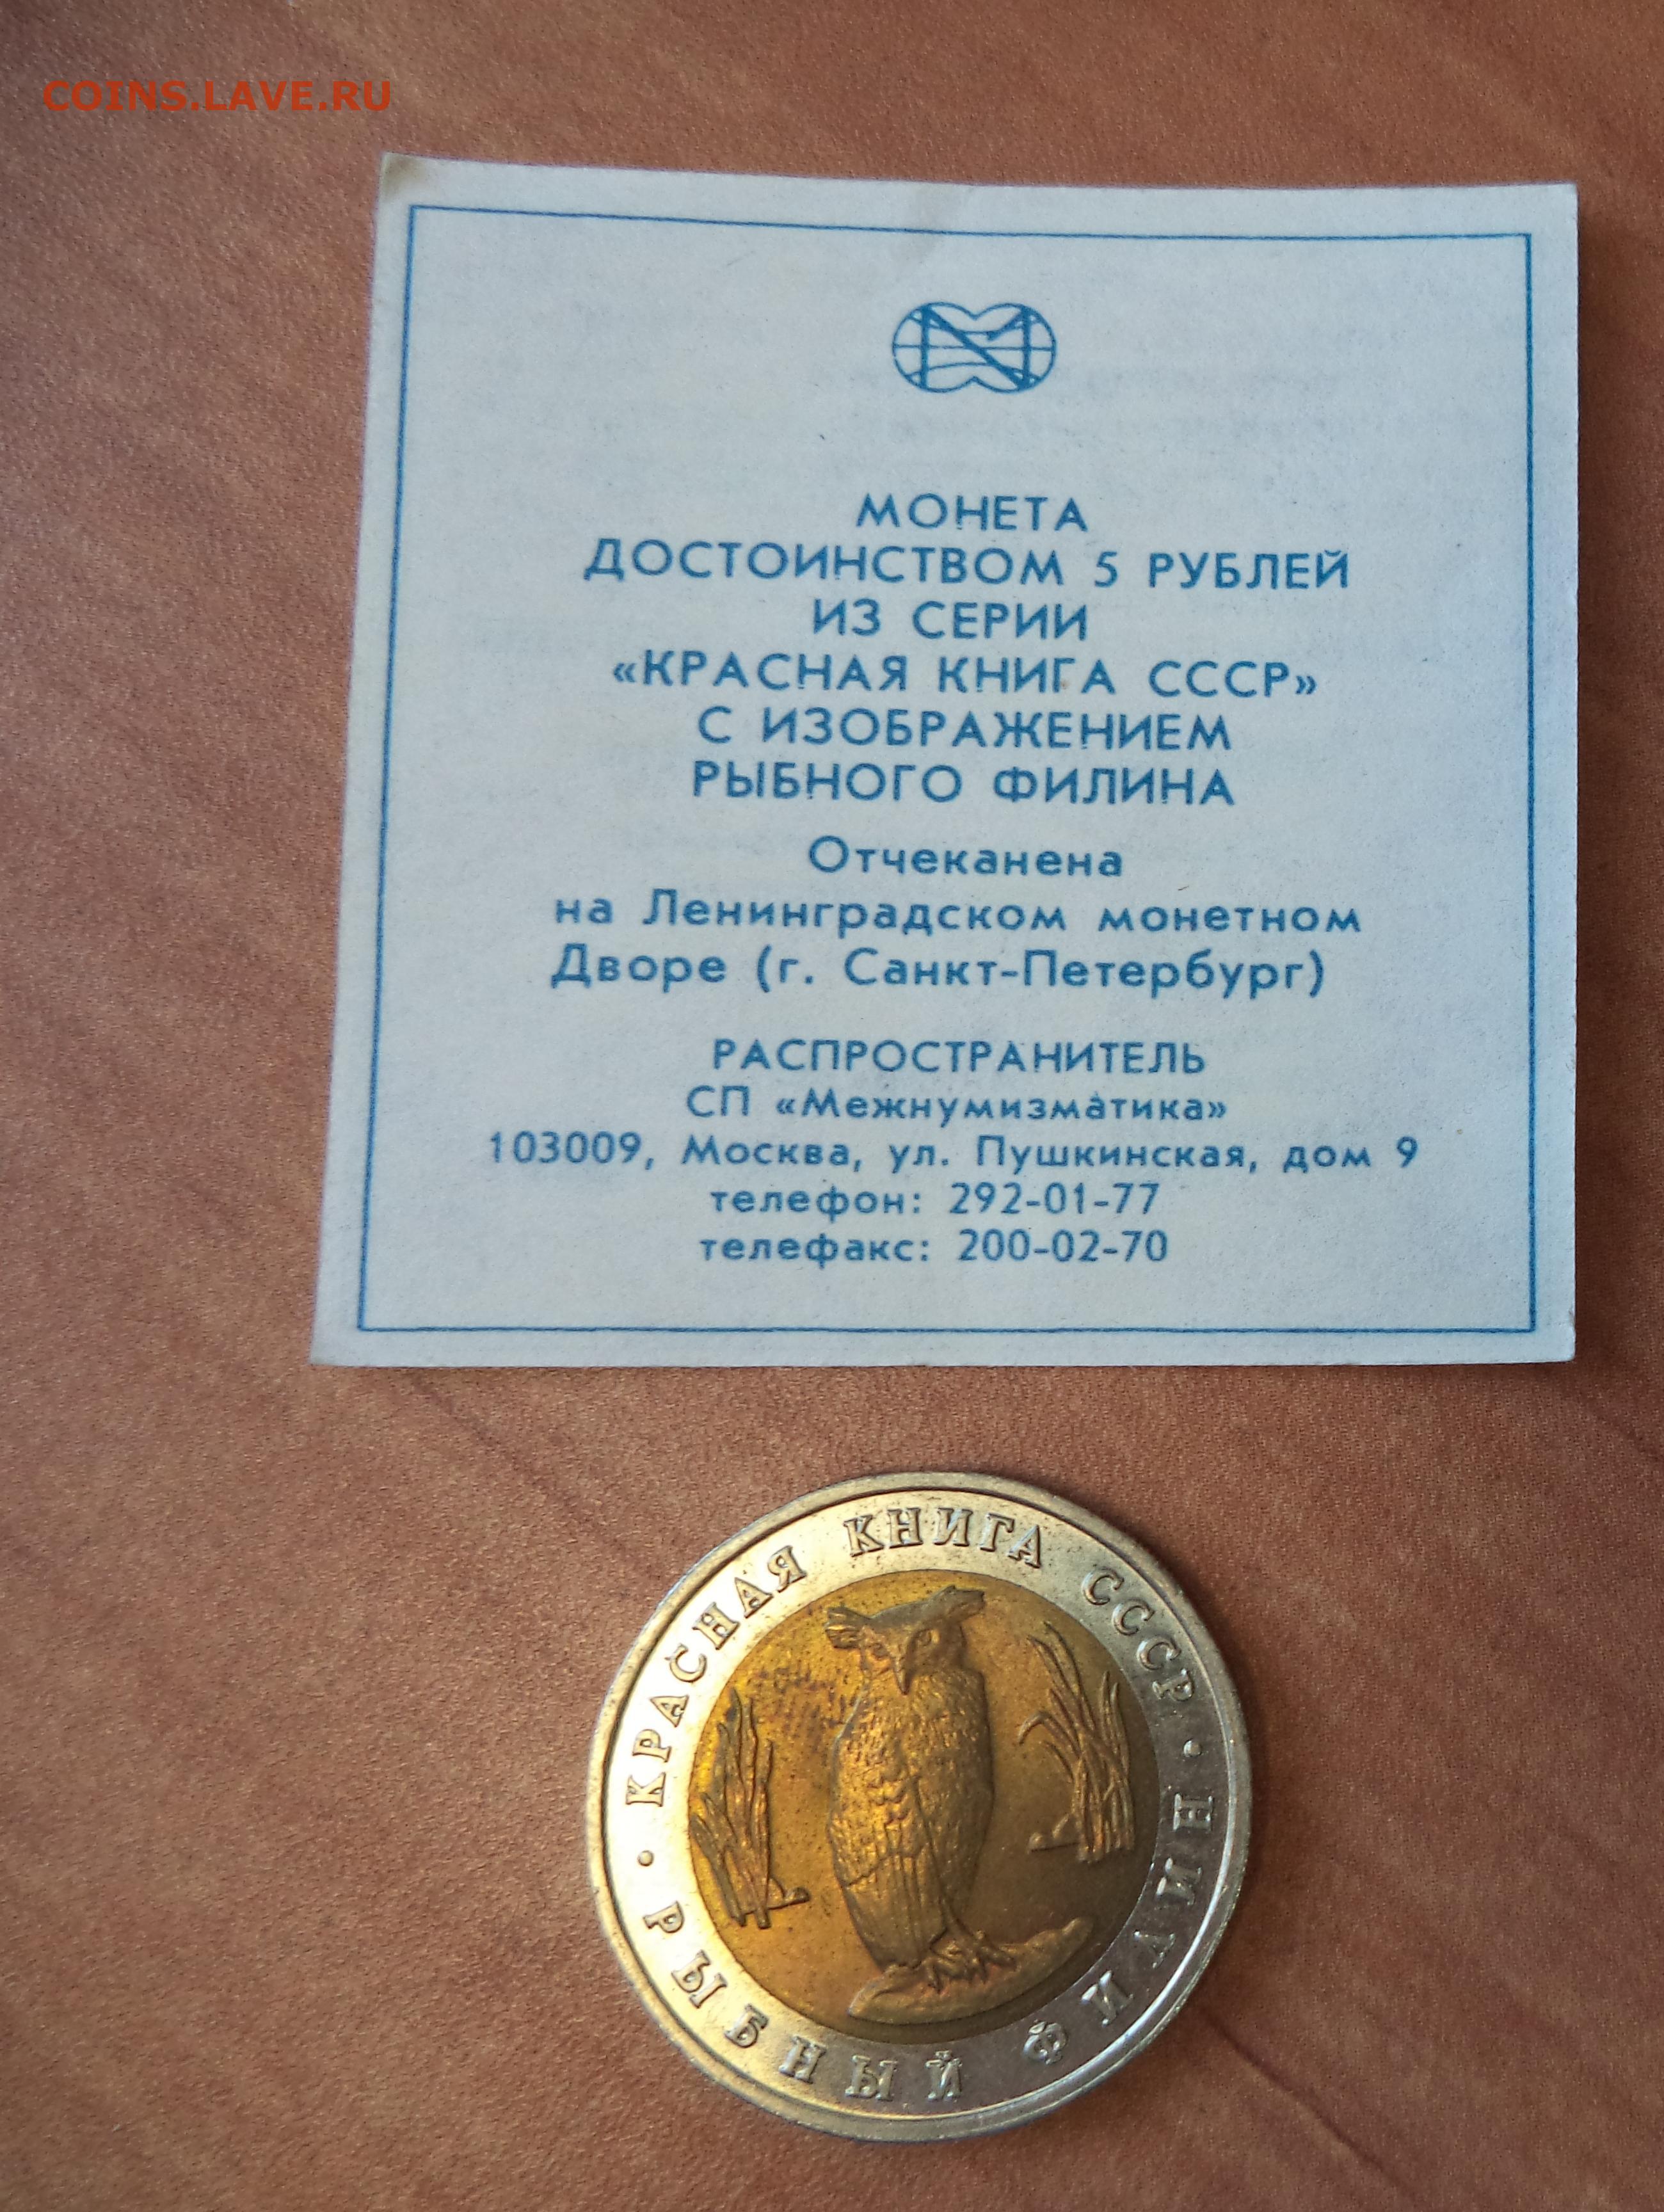 COINS.LAVE.RU
МОНЕТА
ДОСТОИНСТВОМ 5 РУБЛЕЙ
ИЗ СЕРИИ
«КРАСНАЯ КНИГА СССР»
С ИЗОБРАЖЕНИЕМ
РЫБНОГО ФИЛИНА
Отчеканена
на Ленинградском монетном
Дворе (г. Санкт-Петербург)
РАСПРОСТРАНИТЕЛЬ
СП «Межнумизматика»
103009, Москва, ул. Пушкинская, дом 9
телефон: 292-01-77
телефакс: 200-02-70
· КРАСНАЯ КНИГА СССР ·
РЫБНЫЙ ФИЛИН